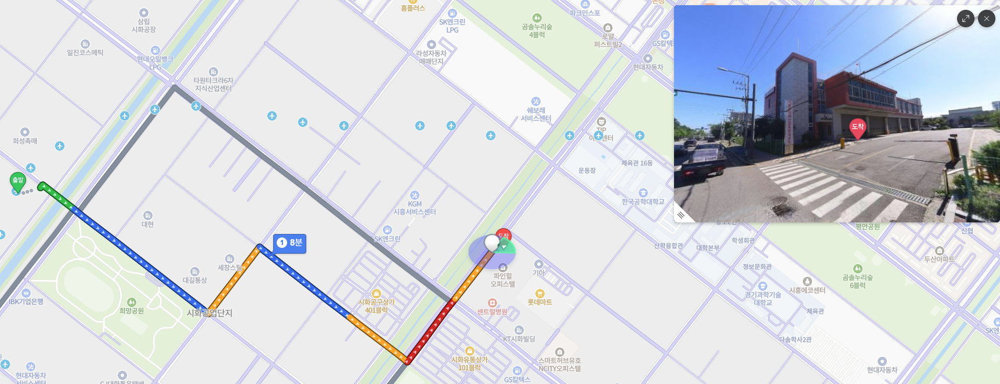 홈플러스
삼립
시화공장
일진코스메틱
현대오일뱅크
LPG
타원타크라6차
지식산업센터
SK엔크린
LPG
라성자동차
매매단지
파크인스포
곰솔누리숲
4블럭
로얄
퍼스트빌2
GS칼텍스
현대자동차
쉐보레
서비스센터
TIP
체육관 16동
운동장
한국공학대학교
희성촉매
출발
대현
KGM
시흥서비스센터
SK엔크린
1 8분
도착
세창스틸
대길통상
시화공업단지
IBK기업은행
희망공원
시화공구상가
401블럭
파인힐
오피스텔
기아
롯데마트
센트럴병원
KT시화빌딩
시화유통상가
101블럭
스마트허브유호
NCITY오피스텔
GS칼텍스
현대자동차
서비스센터
CJ대한통운택배
산학융합관
대학본부
학생회관
정보문화관
경기과학기술
대학교
시흥에코센터
체육관
다솜학사2관
곰솔누리숲
6블럭
두산아파트
평안공원
신협
현대자동차
도착